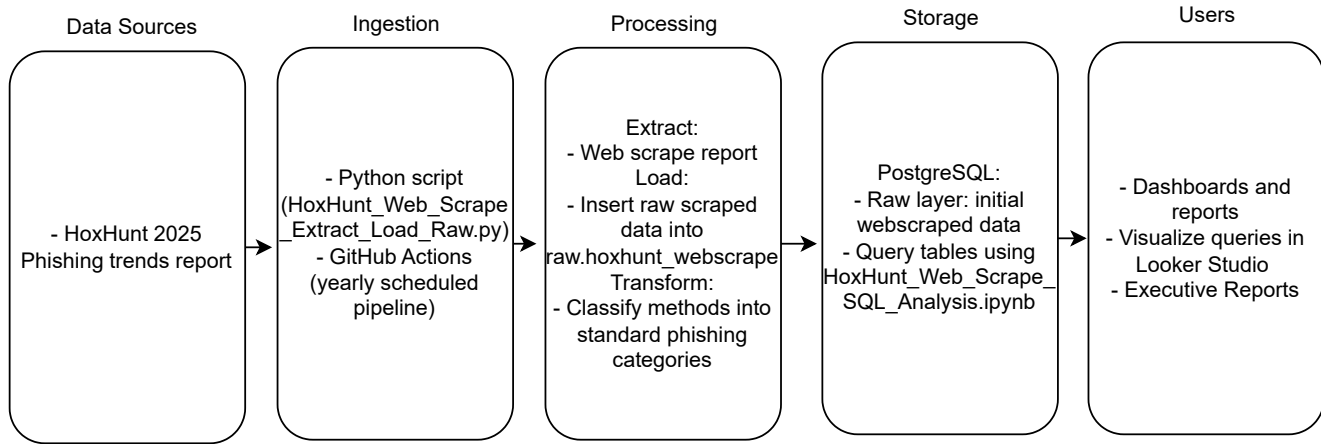 Data Sources
- HoxHunt 2025
Phishing trends report
Ingestion
- Python script
(HoxHunt_Web_Scrape
_Extract_Load_Raw.py)
- GitHub Actions
(yearly scheduled
pipeline)
Processing
Extract:
- Web scrape report
Load:
- Insert raw scraped
data into
raw.hoxhunt_webscrape
Transform:
- Classify methods into
standard phishing
categories
Storage
PostgreSQL:
- Raw layer: initial
webscraped data
- Query tables using
HoxHunt_Web_Scrape_
SQL_Analysis.ipynb
Users
- Dashboards and
reports
- Visualize queries in
Looker Studio
- Executive Reports